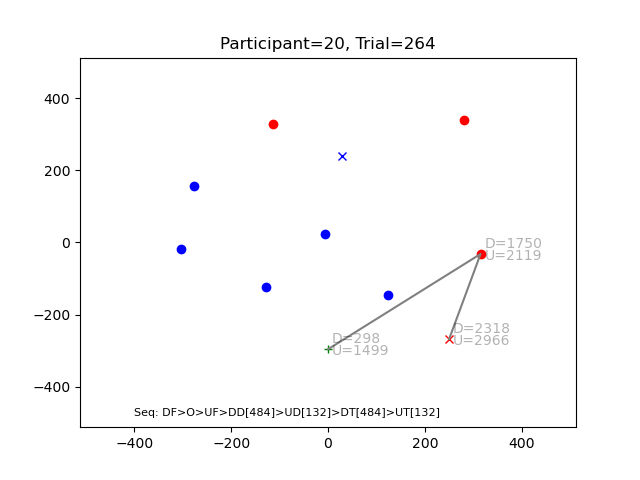 Participant=20, Trial=264
400
200
0
−200
−400
D=1750
U=2119
D=2318
U=2966
D=298
U=1499
Seq: DF>O>UF>DD[484]>UD[132]>DT[484]>UT[132]
−400 −200 0 200 400